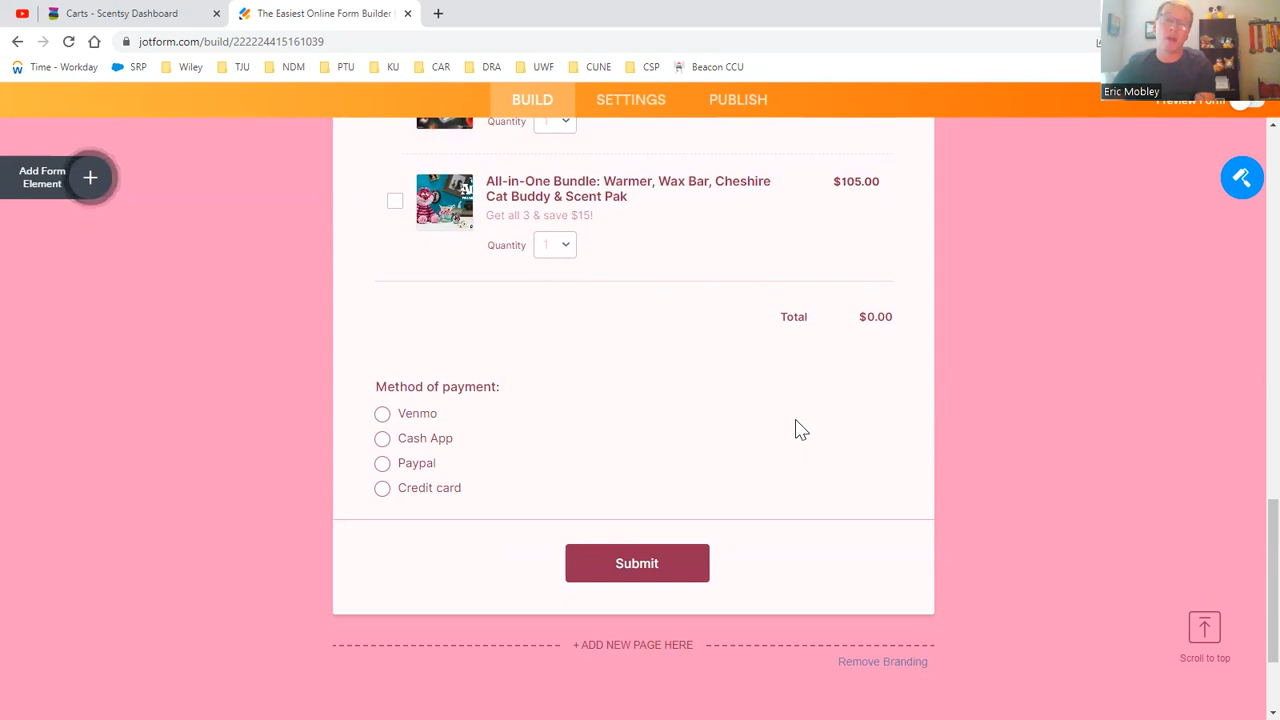 Carts - Scentsy Dashboard
The Easiest Online Form Builder
jotform.com/build/222224415161039
Time - Workday SRP Wiley TJU NDM PTU KU CAR DRA UWF CUNE CSP Beacon CCU
Eric Mobley
BUILD SETTINGS PUBLISH
Preview Form
Add Form
Element
Quantity 1
All-in-One Bundle: Warmer, Wax Bar, Cheshire
Cat Buddy & Scent Pak
$105.00
Get all 3 & save $15!
Quantity 1
Total $0.00
Method of payment:
Venmo
Cash App
Paypal
Credit card
Submit
+ ADD NEW PAGE HERE
Remove Branding
Scroll to top